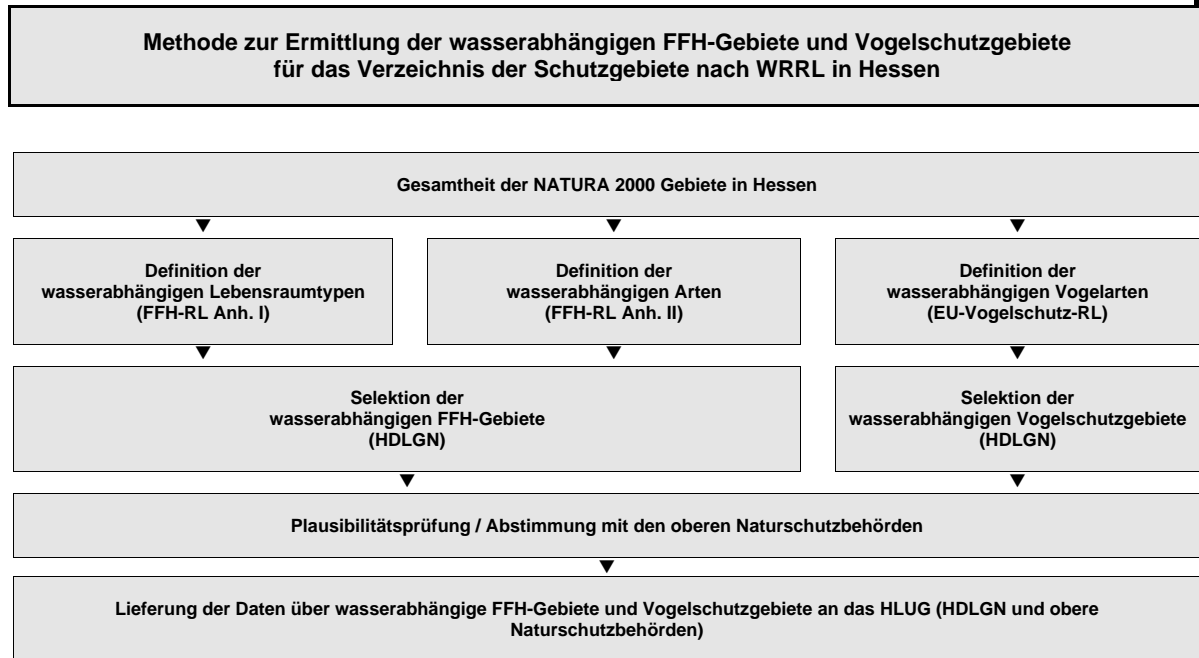 Methode zur Ermittlung der wasserabhängigen FFH-Gebiete und Vogelschutzgebiete
für das Verzeichnis der Schutzgebiete nach WRRL in Hessen
Gesamtheit der NATURA 2000 Gebiete in Hessen
Definition der
wasserabhängigen Lebensraumtypen
(FFH-RL Anh. I)
Definition der
wasserabhängigen Arten
(FFH-RL Anh. II)
Definition der
wasserabhängigen Vogelarten
(EU-Vogelschutz-RL)
Selektion der
wasserabhängigen FFH-Gebiete
(HDLGN)
Selektion der
wasserabhängigen Vogelschutzgebiete
(HDLGN)
Plausibilitätsprüfung / Abstimmung mit den oberen Naturschutzbehörden
Lieferung der Daten über wasserabhängige FFH-Gebiete und Vogelschutzgebiete an das HLUG (HDLGN und obere
Naturschutzbehörden)